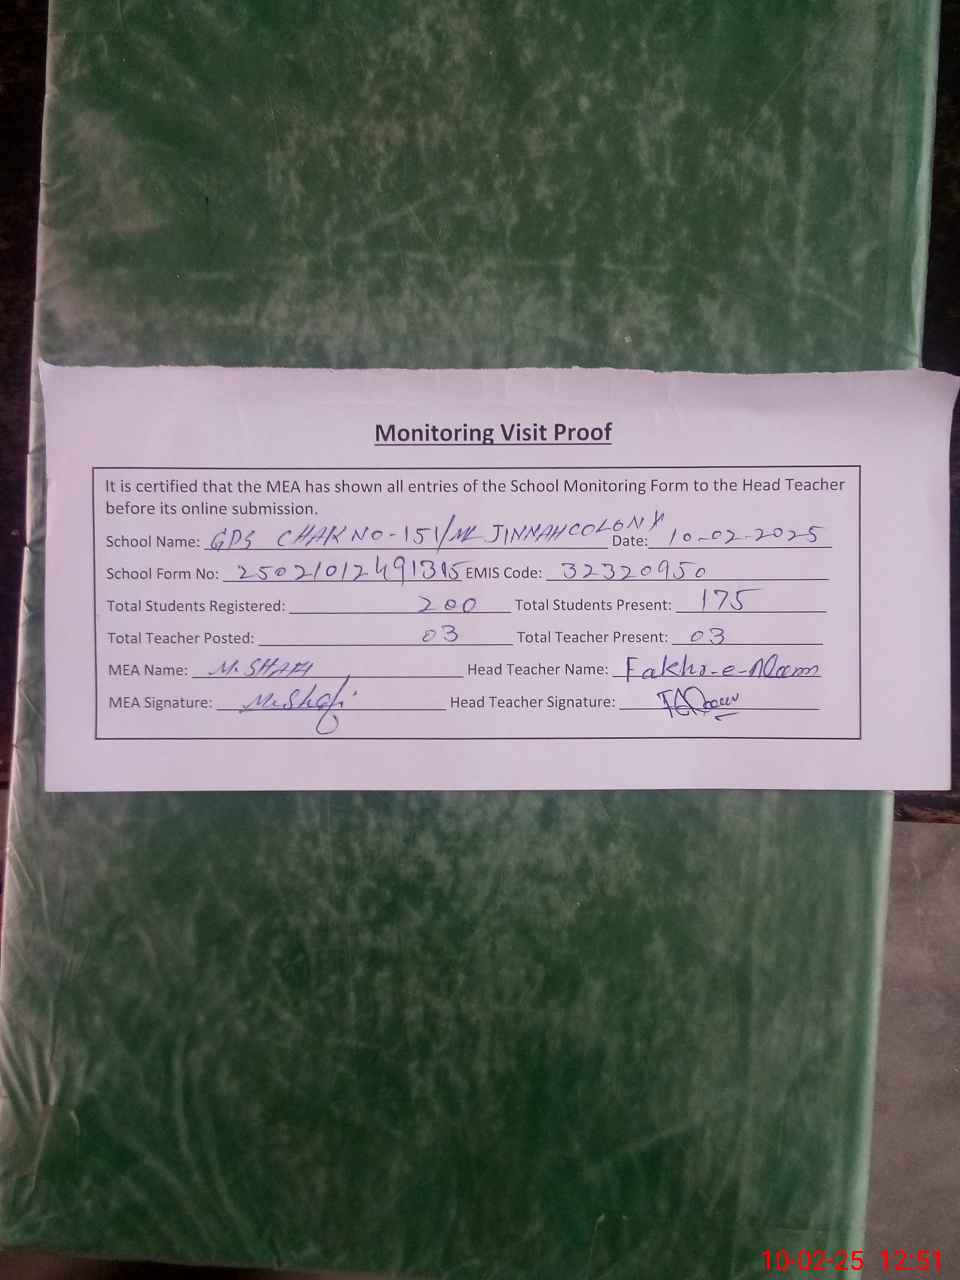 Monitoring Visit Proof
It is certified that the MEA has shown all entries of the School Monitoring Form to the Head Teacher
before its online submission.
School Name: GPS CHAK NO-151/ML JINNAH COLONY Date: 10-02-2025
School Form No: 25021012491315 EMIS Code: 32320950
Total Students Registered: 200 Total Students Present: 175
Total Teacher Posted: 03 Total Teacher Present: 03
MEA Name: M. SHAFI Head Teacher Name: Fakhr-e-Alam
MEA Signature: M. Shafi Head Teacher Signature:
10-02-25 12:51